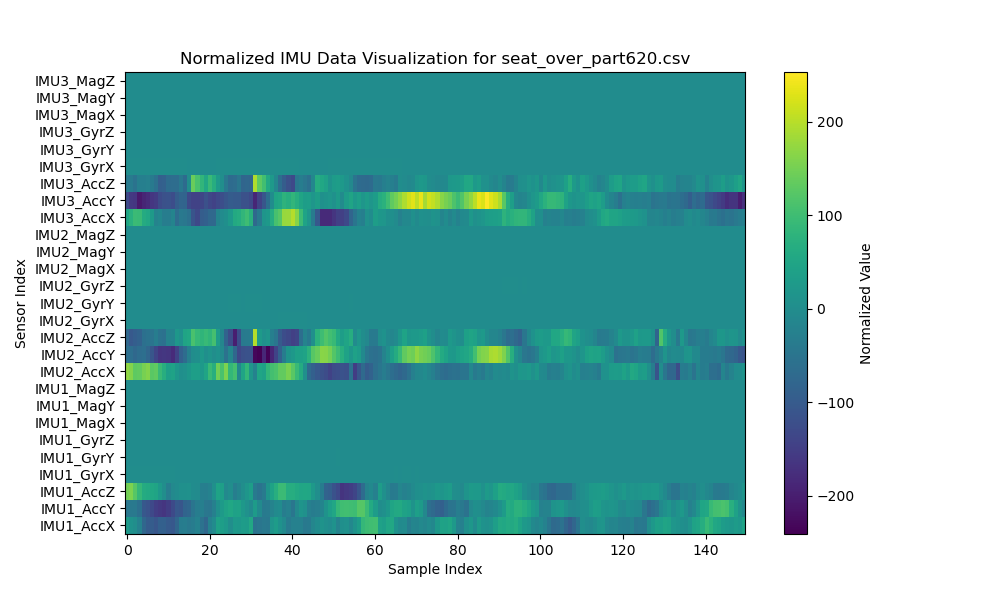 Normalized IMU Data Visualization for seat_over_part620.csv
IMU3_MagZ
IMU3_MagY
IMU3_MagX
IMU3_GyrZ
IMU3_GyrY
IMU3_GyrX
IMU3_AccZ
IMU3_AccY
IMU3_AccX
IMU2_MagZ
IMU2_MagY
IMU2_MagX
IMU2_GyrZ
IMU2_GyrY
IMU2_GyrX
IMU2_AccZ
IMU2_AccY
IMU2_AccX
IMU1_MagZ
IMU1_MagY
IMU1_MagX
IMU1_GyrZ
IMU1_GyrY
IMU1_GyrX
IMU1_AccZ
IMU1_AccY
IMU1_AccX
Sensor Index
0 20 40 60 80 100 120 140
Sample Index
200
100
0
−100
−200
Normalized Value